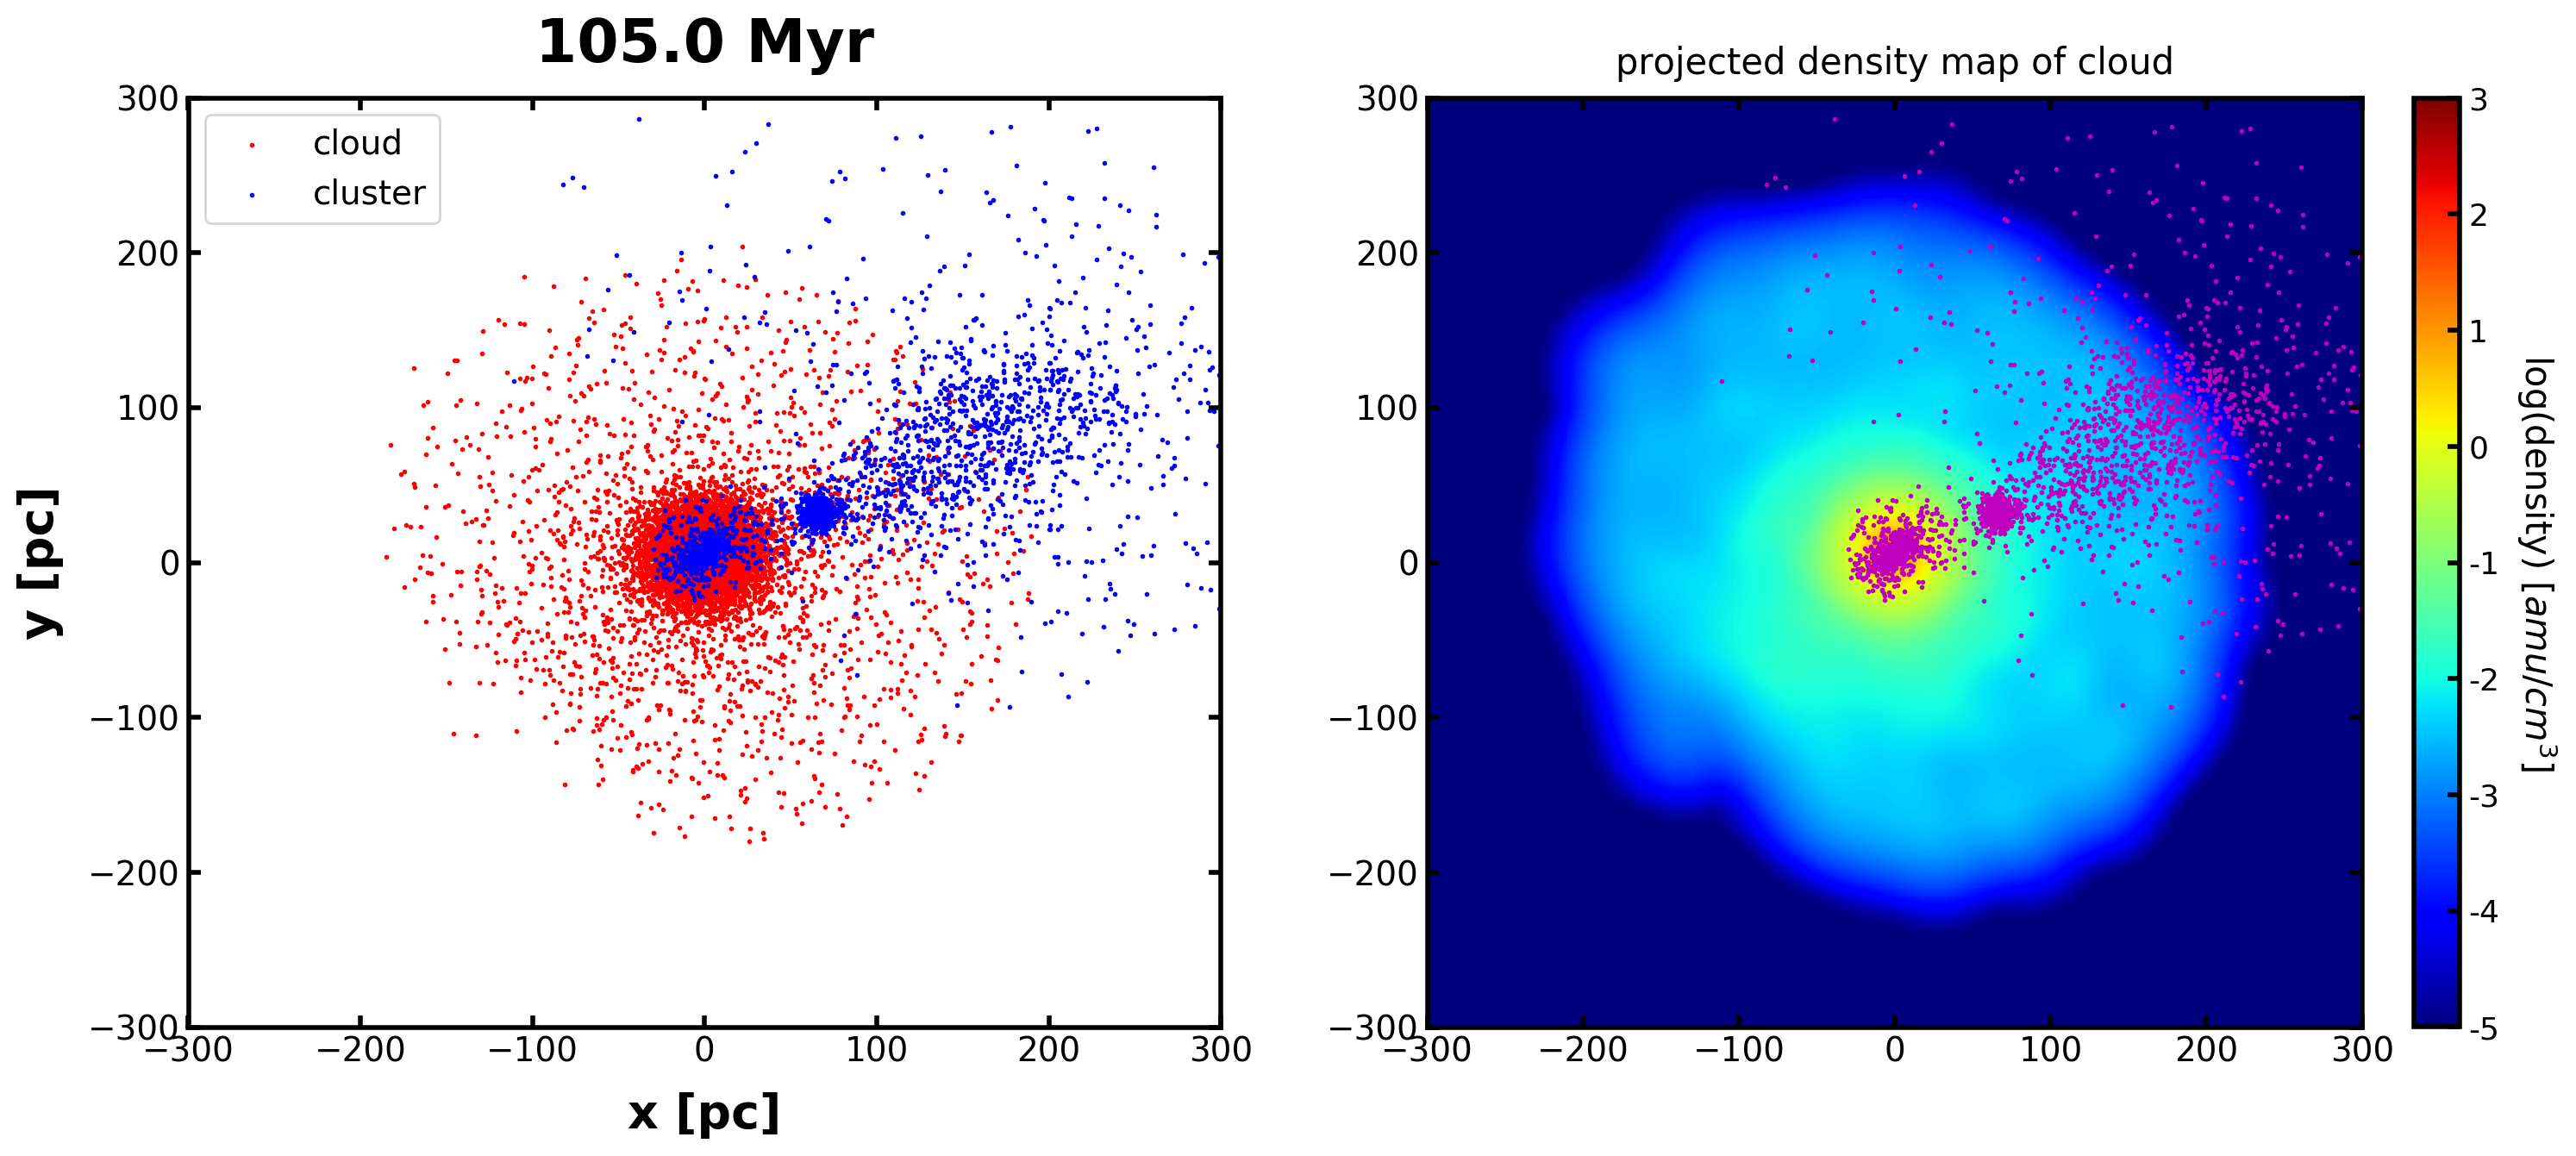 105.0 Myr
projected density map of cloud
cloud
cluster
300
200
100
0
−100
−200
−300
y [pc]
−300 −200 −100 0 100 200 300
x [pc]
300
200
100
0
−100
−200
−300
−300 −200 −100 0 100 200 300
3
2
1
0
-1
-2
-3
-4
-5
log(density) [amu/cm³]